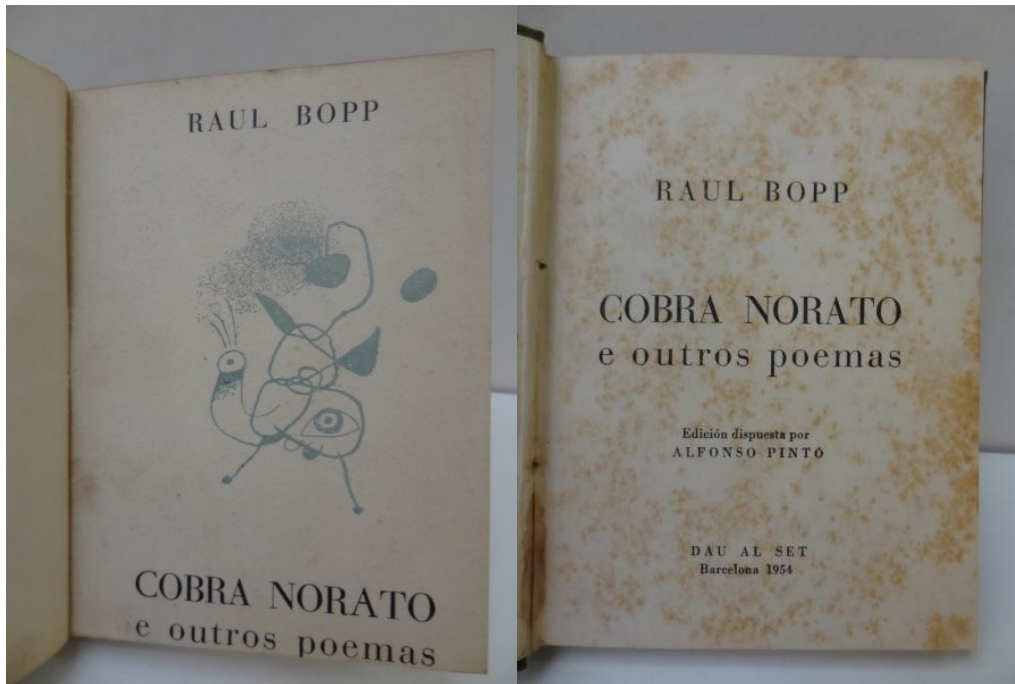 RAUL BOPP
COBRA NORATO
e outros poemas
RAUL BOPP
COBRA NORATO
e outros poemas
Edición dispuesta por
ALFONSO PINTÓ
DAU AL SET
Barcelona 1954